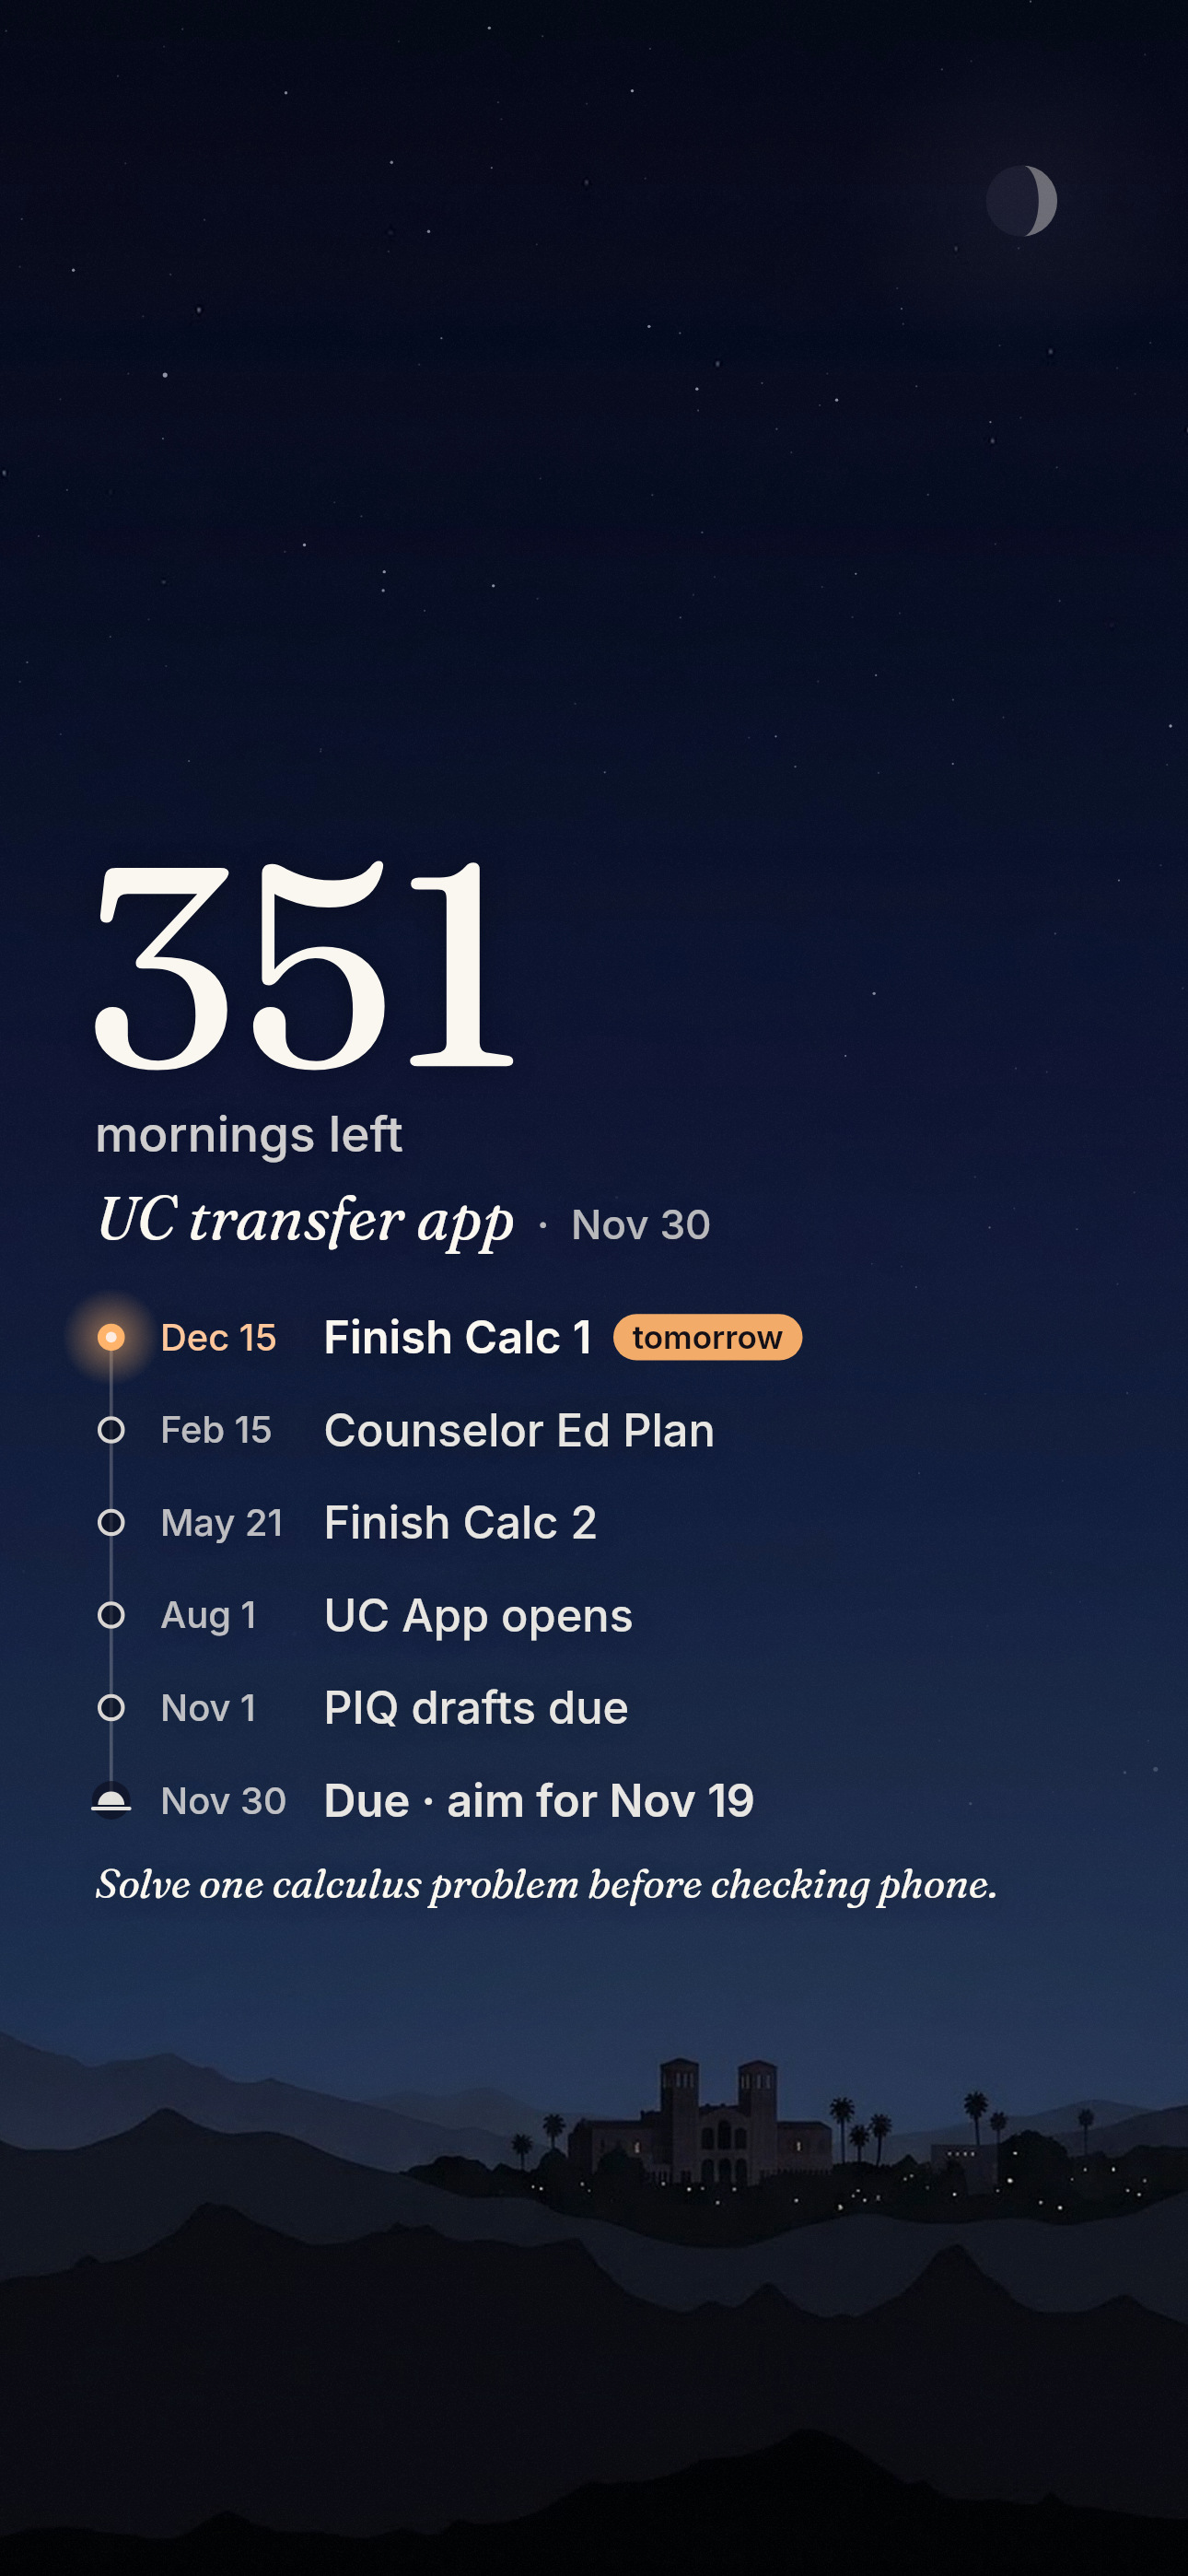 351
mornings left
UC transfer app · Nov 30
Dec 15 Finish Calc 1 tomorrow
Feb 15 Counselor Ed Plan
May 21 Finish Calc 2
Aug 1 UC App opens
Nov 1 PIQ drafts due
Nov 30 Due · aim for Nov 19
Solve one calculus problem before checking phone.